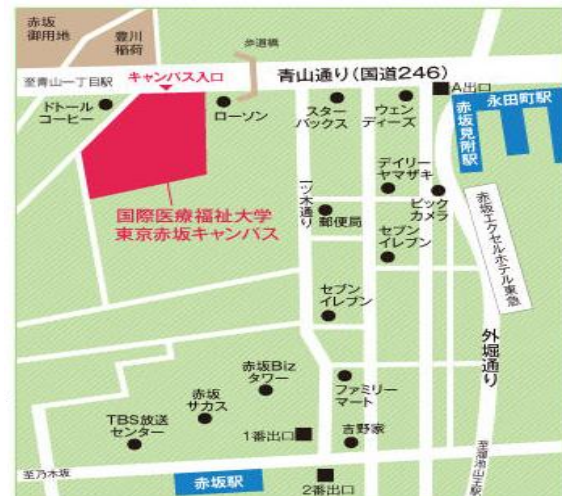 赤坂
御用地
豊川
稲荷
歩道橋
至青山一丁目駅
キャンパス入口
青山通り(国道246)
A出口
ドトール
コーヒー
ローソン
スター
バックス
ウェン
ディーズ
赤坂見附駅
永田町駅
デイリー
ヤマザキ
一ツ木通り
国際医療福祉大学
東京赤坂キャンパス
郵便局
ビック
カメラ
セブン
イレブン
赤坂エクセルホテル東急
セブン
イレブン
外堀通り
赤坂Biz
タワー
ファミリー
マート
赤坂
サカス
TBS放送
センター
1番出口
吉野家
至乃木坂
赤坂駅
2番出口
至溜池山王駅